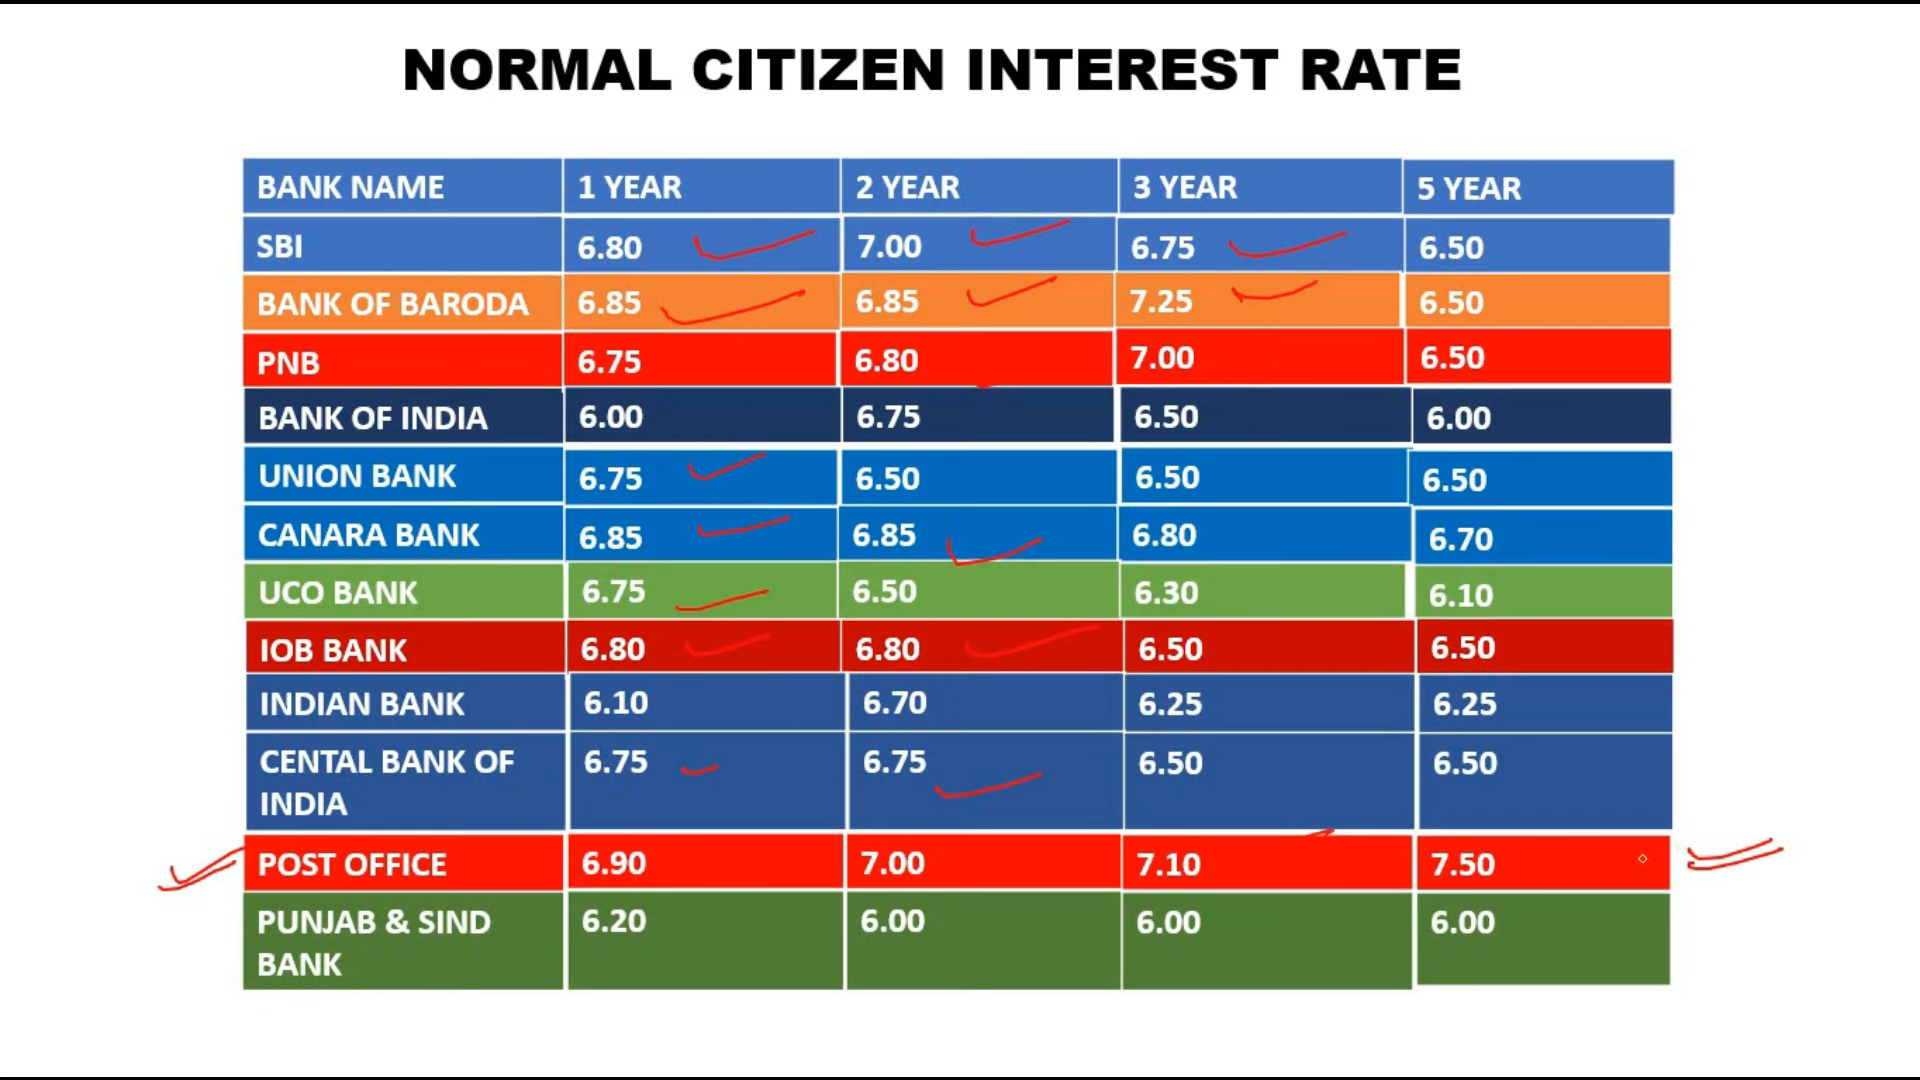 NORMAL CITIZEN INTEREST RATE
BANK NAME 1 YEAR 2 YEAR 3 YEAR 5 YEAR
SBI 6.80 7.00 6.75 6.50
BANK OF BARODA 6.85 6.85 7.25 6.50
PNB 6.75 6.80 7.00 6.50
BANK OF INDIA 6.00 6.75 6.50 6.00
UNION BANK 6.75 6.50 6.50 6.50
CANARA BANK 6.85 6.85 6.80 6.70
UCO BANK 6.75 6.50 6.30 6.10
IOB BANK 6.80 6.80 6.50 6.50
INDIAN BANK 6.10 6.70 6.25 6.25
CENTAL BANK OF 6.75 6.75 6.50 6.50
INDIA
POST OFFICE 6.90 7.00 7.10 7.50
PUNJAB & SIND 6.20 6.00 6.00 6.00
BANK